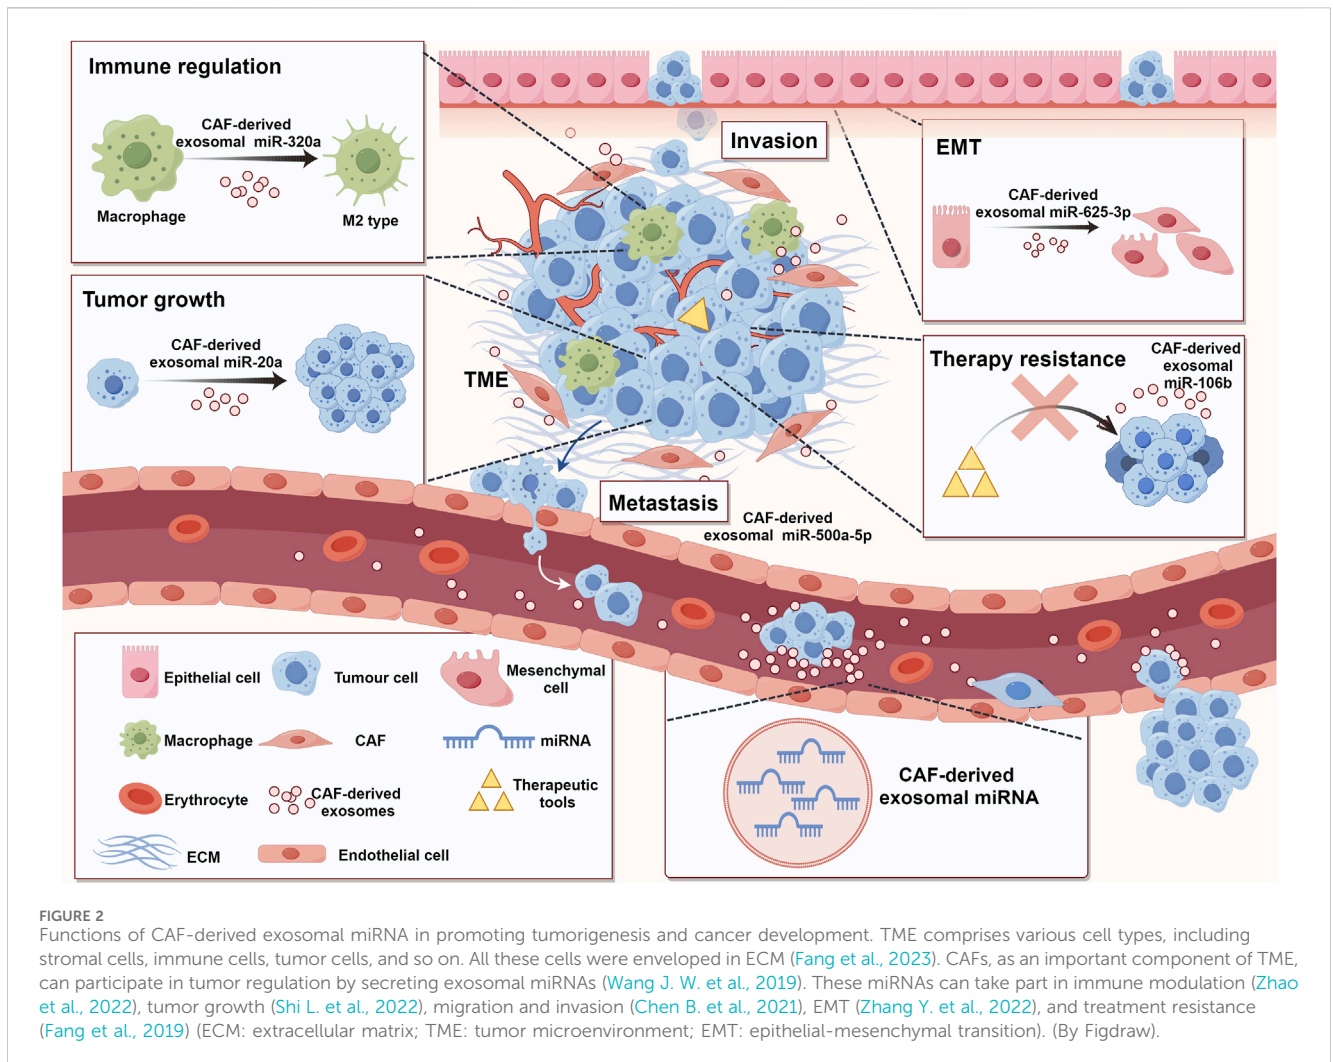 Immune regulation
CAF-derived
exosomal miR-320a
Macrophage
M2 type
Tumor growth
CAF-derived
exosomal miR-20a
Invasion
EMT
CAF-derived
exosomal miR-625-3p
TME
Therapy resistance
CAF-derived
exosomal
miR-106b
Metastasis
CAF-derived
exosomal miR-500a-5p
Epithelial cell
Tumour cell
Mesenchymal
cell
Macrophage
CAF
miRNA
Erythrocyte
CAF-derived
exosomes
Therapeutic
tools
ECM
Endothelial cell
CAF-derived
exosomal miRNA
FIGURE 2
Functions of CAF-derived exosomal miRNA in promoting tumorigenesis and cancer development. TME comprises various cell types, including
stromal cells, immune cells, tumor cells, and so on. All these cells were enveloped in ECM (Fang et al., 2023). CAFs, as an important component of TME,
can participate in tumor regulation by secreting exosomal miRNAs (Wang J. W. et al., 2019). These miRNAs can take part in immune modulation (Zhao
et al., 2022), tumor growth (Shi L. et al., 2022), migration and invasion (Chen B. et al., 2021), EMT (Zhang Y. et al., 2022), and treatment resistance
(Fang et al., 2019) (ECM: extracellular matrix; TME: tumor microenvironment; EMT: epithelial-mesenchymal transition). (By Figdraw).